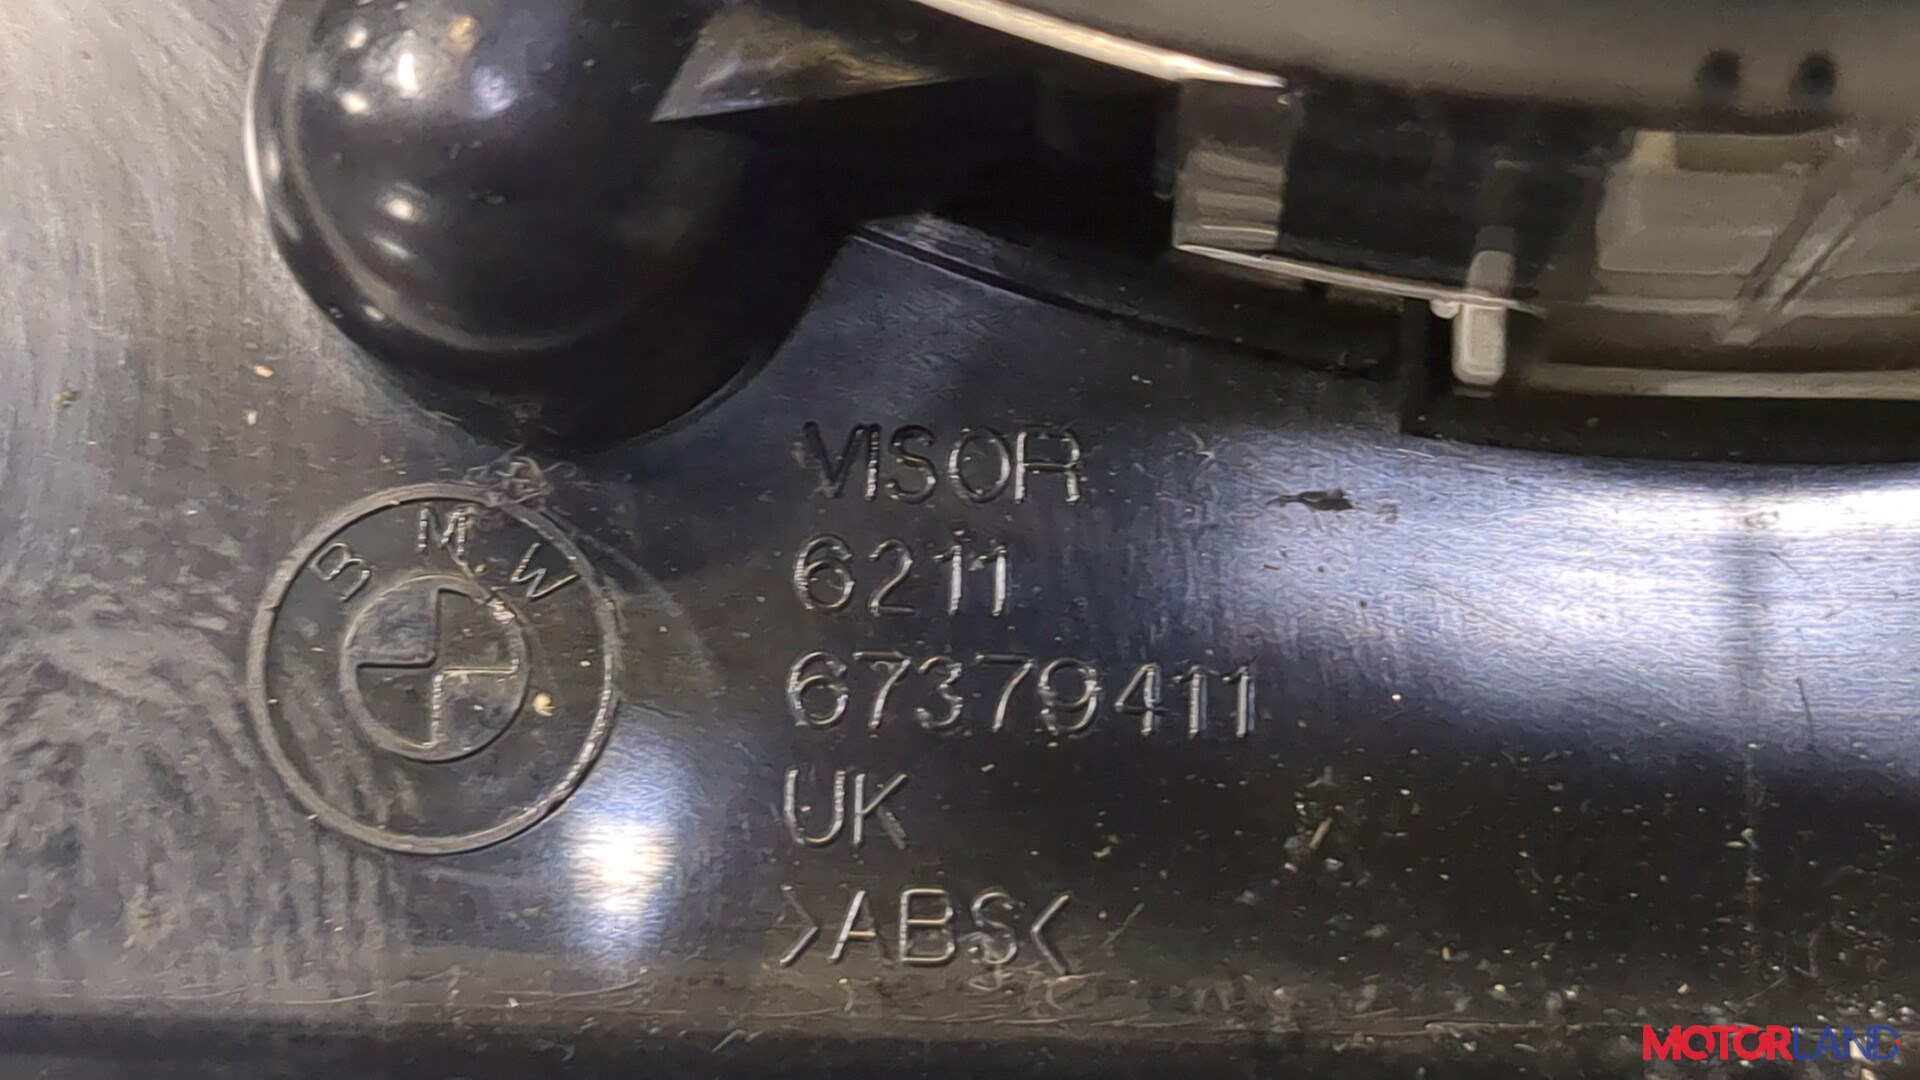 BMW
VISOR
6211
67379411
UK
>ABS<
MOTORLAND